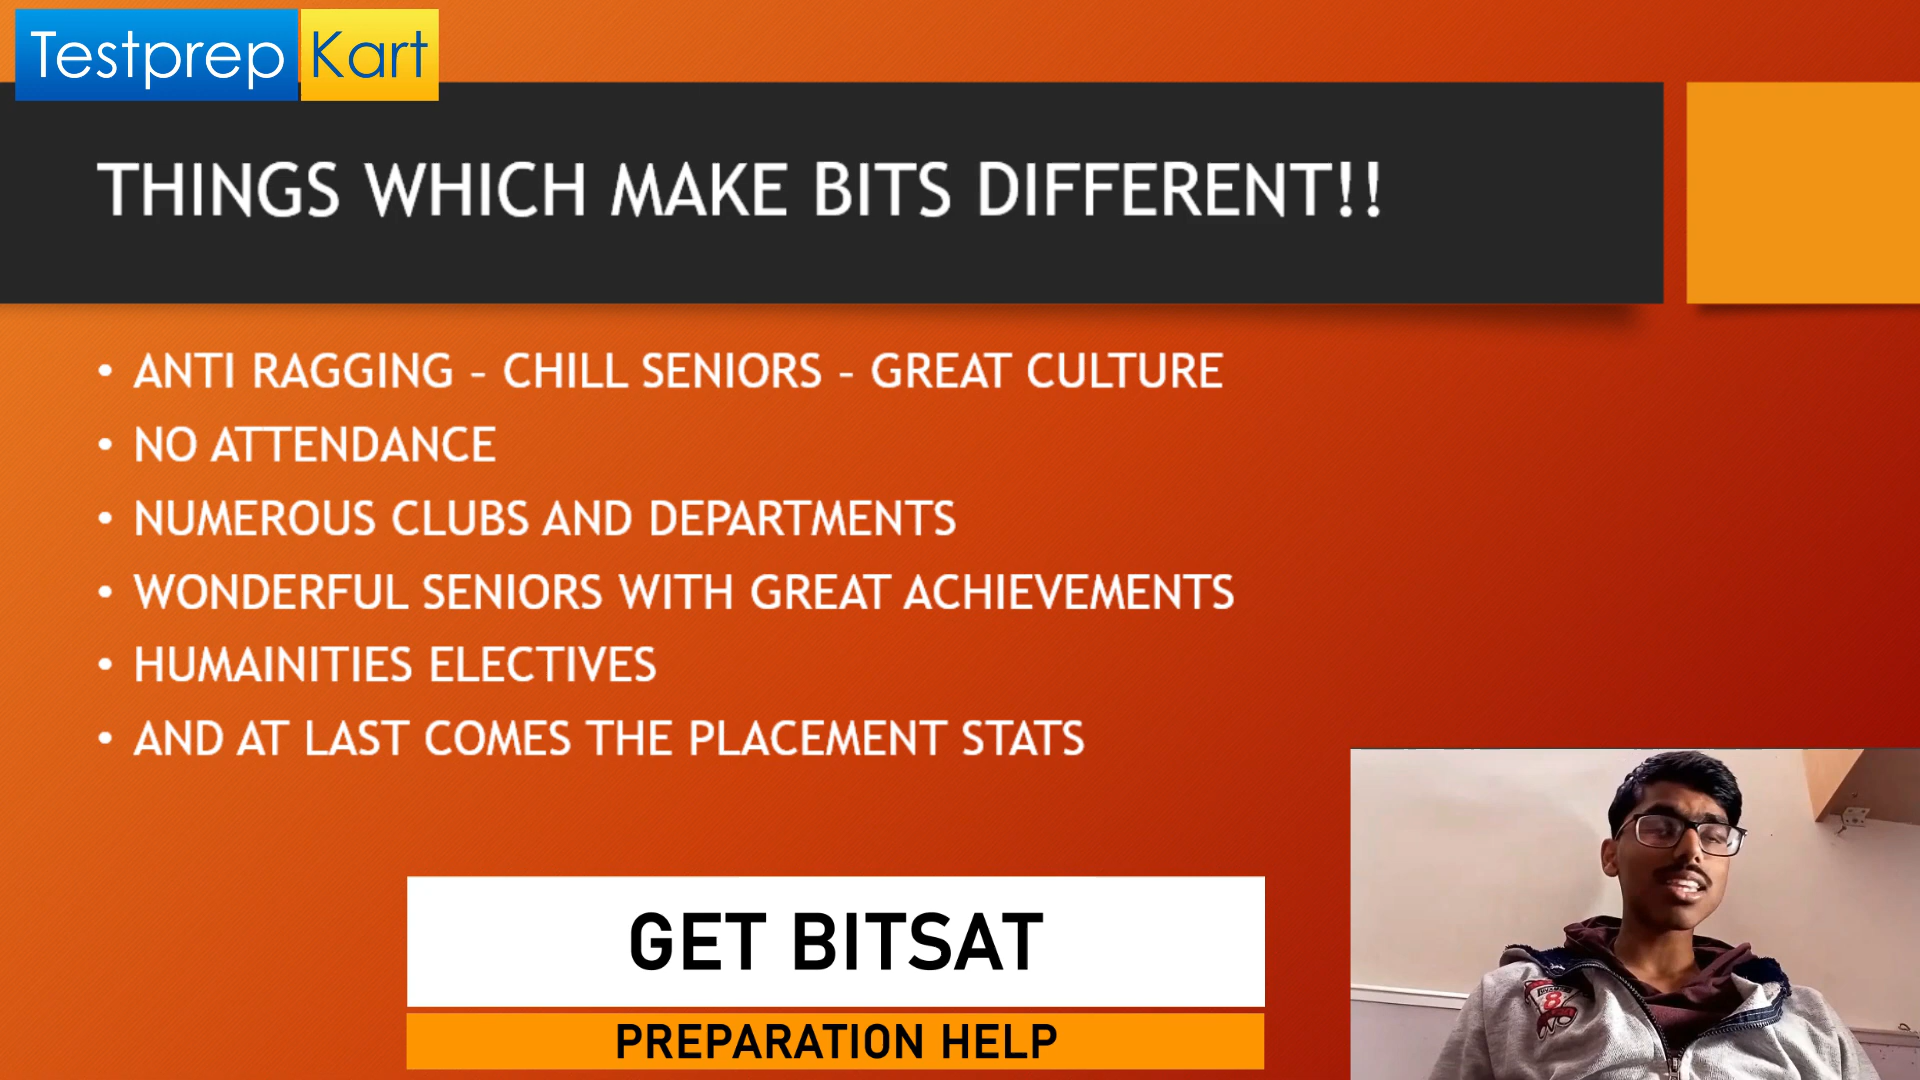 Testprep Kart
THINGS WHICH MAKE BITS DIFFERENT!!
• ANTI RAGGING – CHILL SENIORS – GREAT CULTURE
• NO ATTENDANCE
• NUMEROUS CLUBS AND DEPARTMENTS
• WONDERFUL SENIORS WITH GREAT ACHIEVEMENTS
• HUMAINITIES ELECTIVES
• AND AT LAST COMES THE PLACEMENT STATS
GET BITSAT
PREPARATION HELP
8